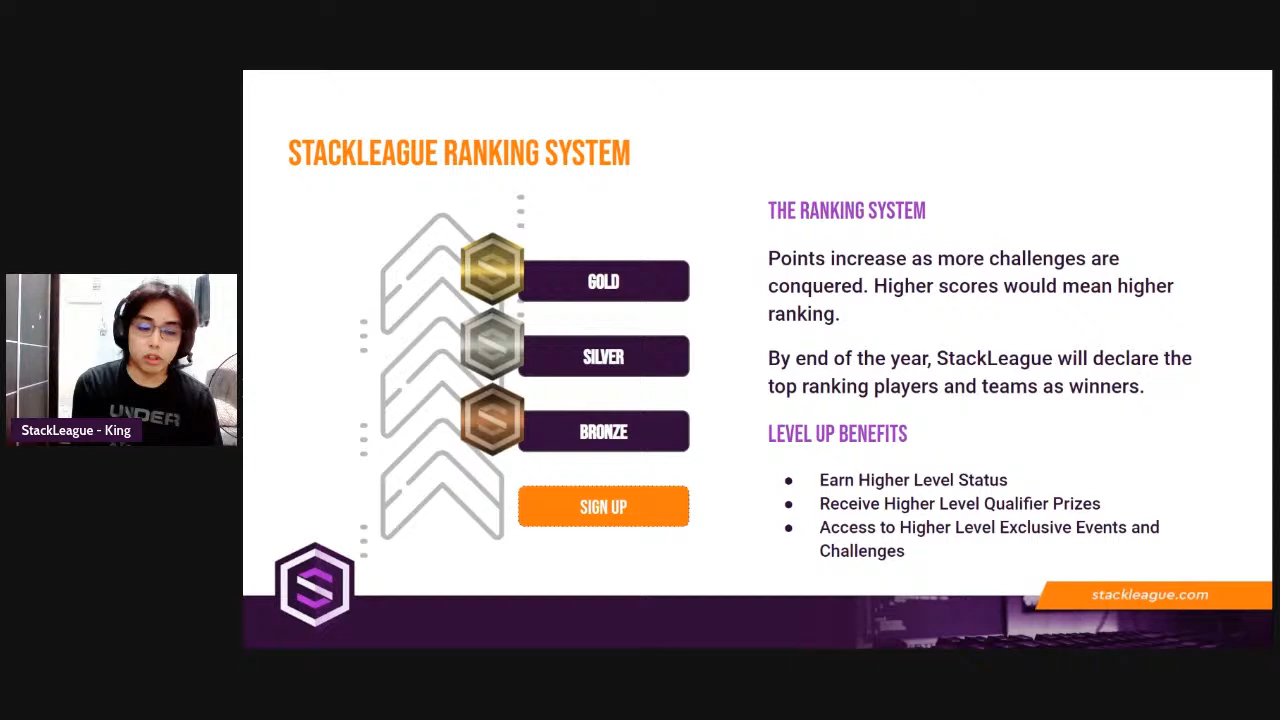 STACKLEAGUE RANKING SYSTEM
GOLD
SILVER
BRONZE
SIGN UP
THE RANKING SYSTEM
Points increase as more challenges are
conquered. Higher scores would mean higher
ranking.
By end of the year, StackLeague will declare the
top ranking players and teams as winners.
LEVEL UP BENEFITS
● Earn Higher Level Status
● Receive Higher Level Qualifier Prizes
● Access to Higher Level Exclusive Events and
Challenges
stackleague.com
UNDER
StackLeague - King